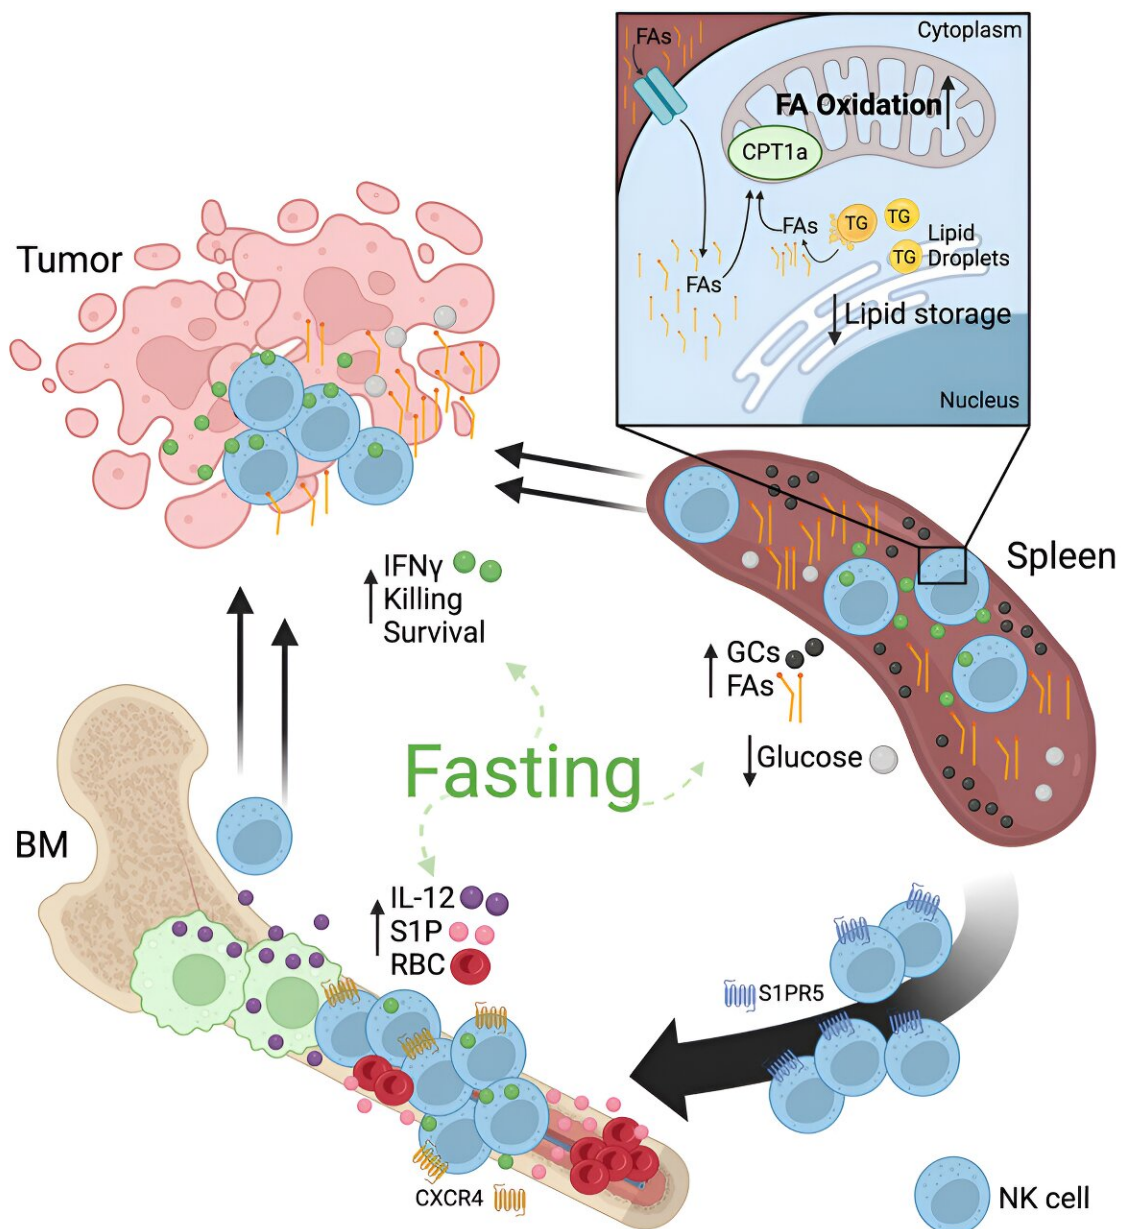 FAs
Cytoplasm
FA Oxidation
CPT1a
FAs
TG
TG
TG
Lipid
Droplets
FAs
Lipid storage
Nucleus
Tumor
Spleen
IFNγ
Killing
Survival
GCs
FAs
Glucose
Fasting
BM
IL-12
S1P
RBC
S1PR5
CXCR4
NK cell